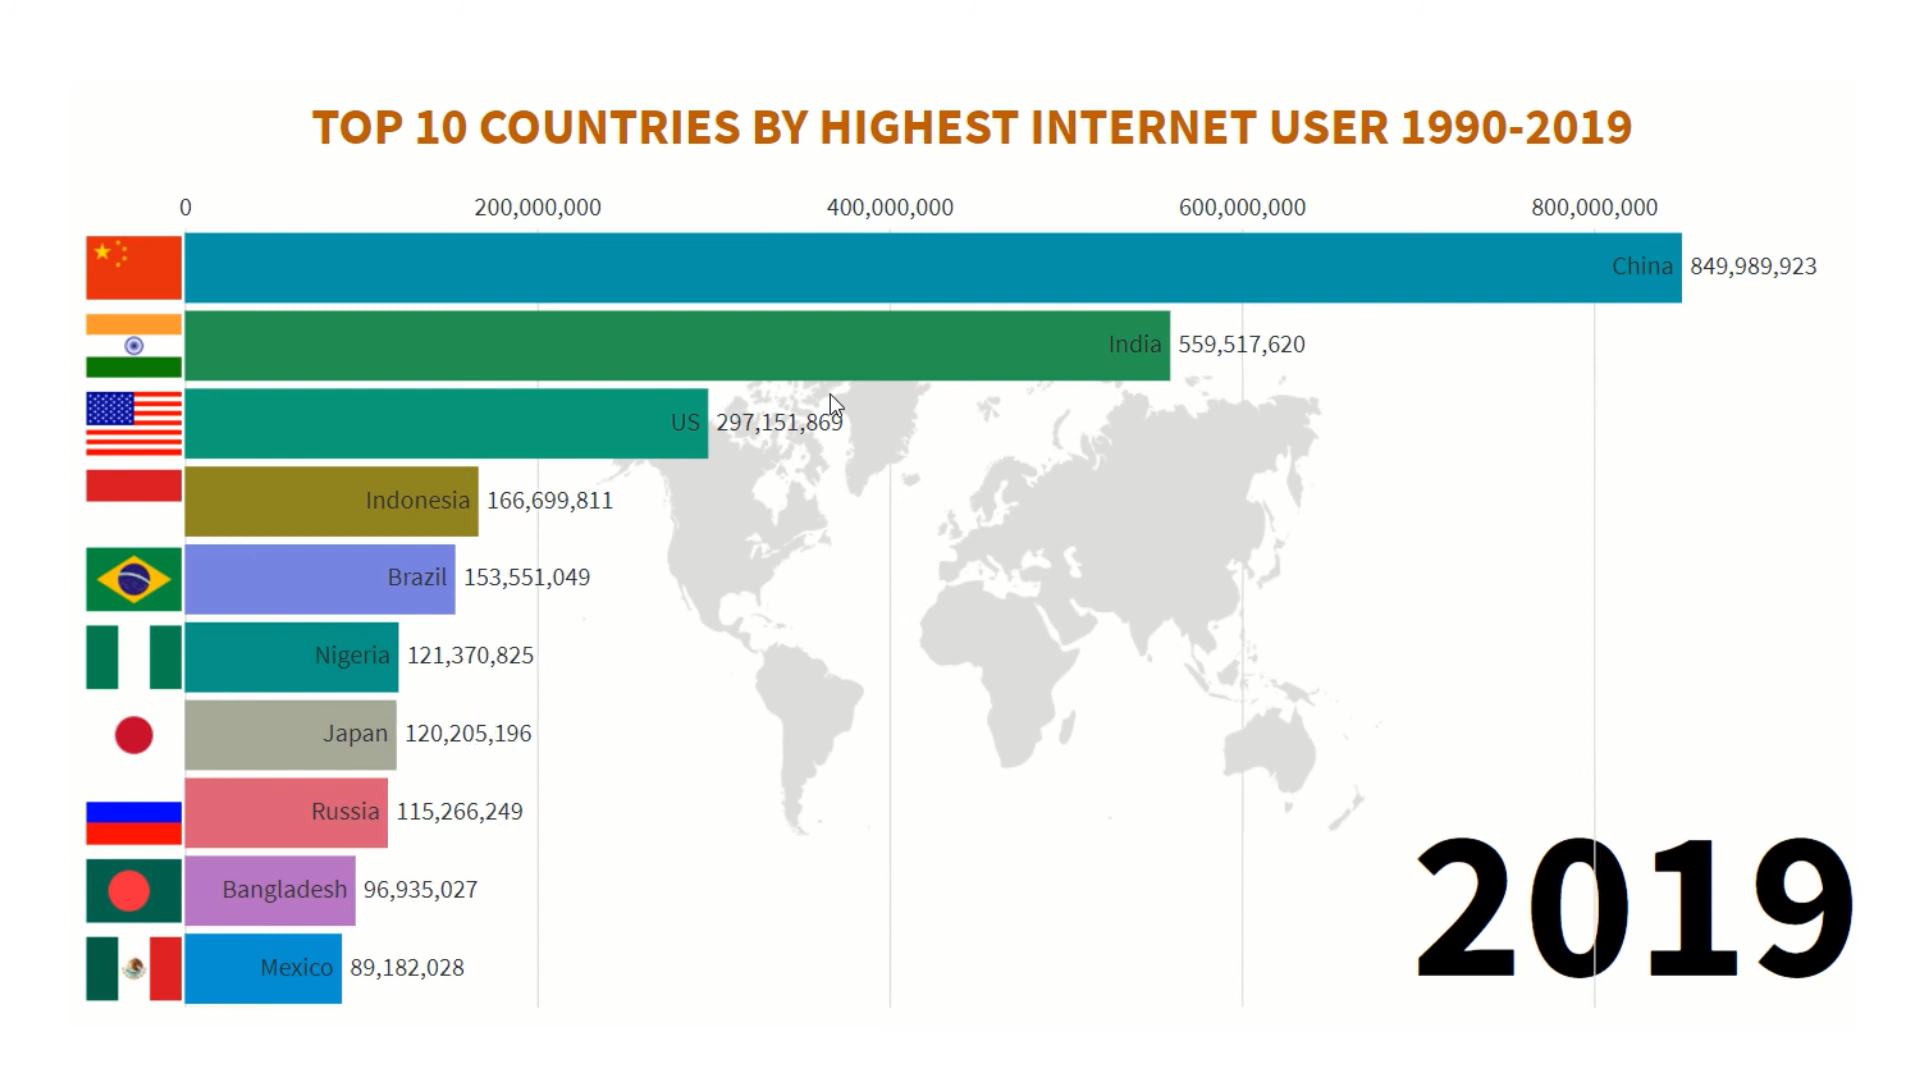 TOP 10 COUNTRIES BY HIGHEST INTERNET USER 1990-2019
0 200,000,000 400,000,000 600,000,000 800,000,000
China 849,989,923
India 559,517,620
US 297,151,869
Indonesia 166,699,811
Brazil 153,551,049
Nigeria 121,370,825
Japan 120,205,196
Russia 115,266,249
Bangladesh 96,935,027
Mexico 89,182,028
2019